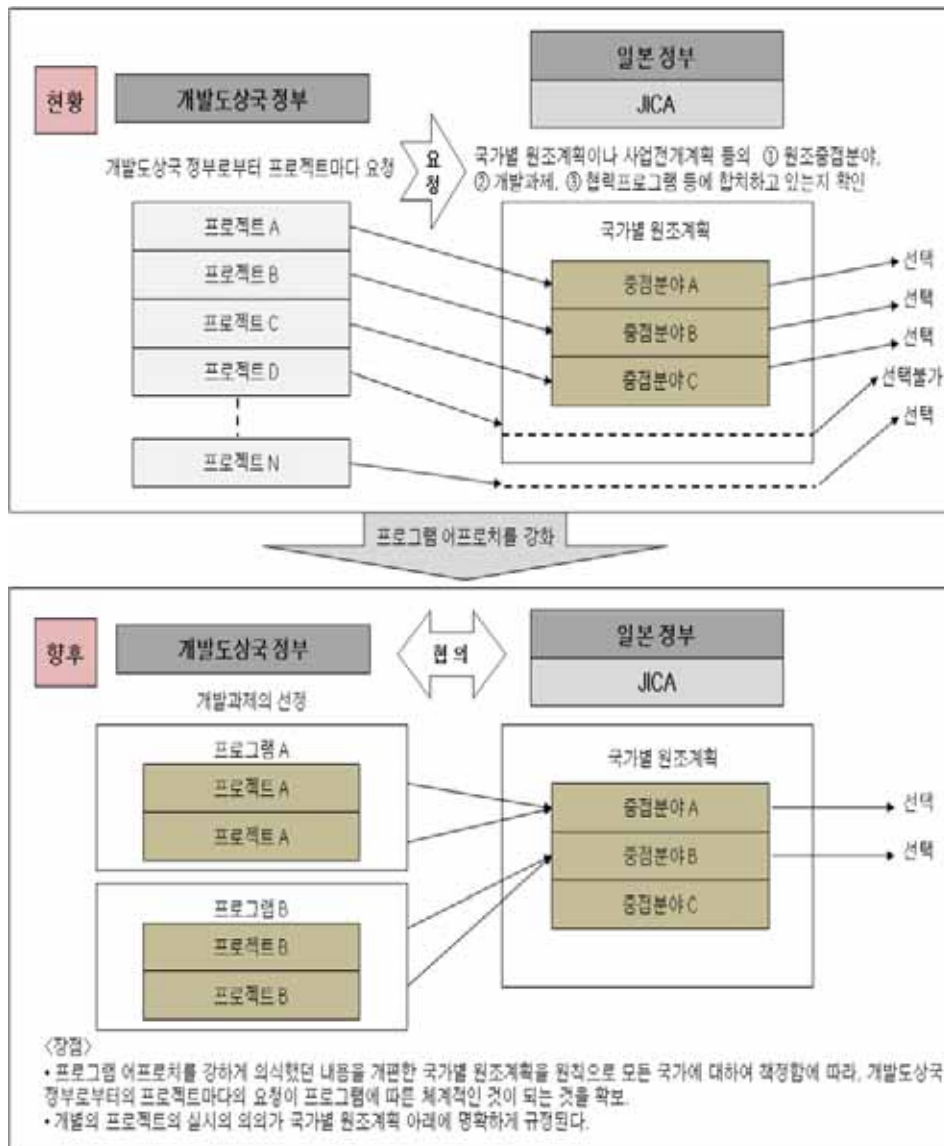 일본 정부
현황
개발도상국 정부
JICA
개발도상국 정부로부터 프로젝트마다 요청
요청
국가별 원조계획이나 사업전개계획 등의 ① 원조중점분야,
② 개발과제, ③ 협력프로그램 등에 합치하고 있는지 확인
프로젝트 A
프로젝트 B
프로젝트 C
프로젝트 D
프로젝트 N
국가별 원조계획
중점분야 A
중점분야 B
중점분야 C
선택
선택
선택
선택불가
선택
프로그램 어프로치를 강화
향후
개발도상국 정부
협의
일본 정부
JICA
개발과제의 선정
프로그램 A
프로젝트 A
프로젝트 A
프로그램 B
프로젝트 B
프로젝트 B
국가별 원조계획
중점분야 A
중점분야 B
중점분야 C
선택
선택
<장점>
• 프로그램 어프로치를 강하게 의식했던 내용을 개편한 국가별 원조계획을 원칙으로 모든 국가에 대하여 책정함에 따라, 개발도상국
정부로부터의 프로젝트마다의 요청이 프로그램에 따른 체계적인 것이 되는 것을 확보.
• 개별의 프로젝트의 실시의 의의가 국가별 원조계획 아래에 명확하게 규정된다.